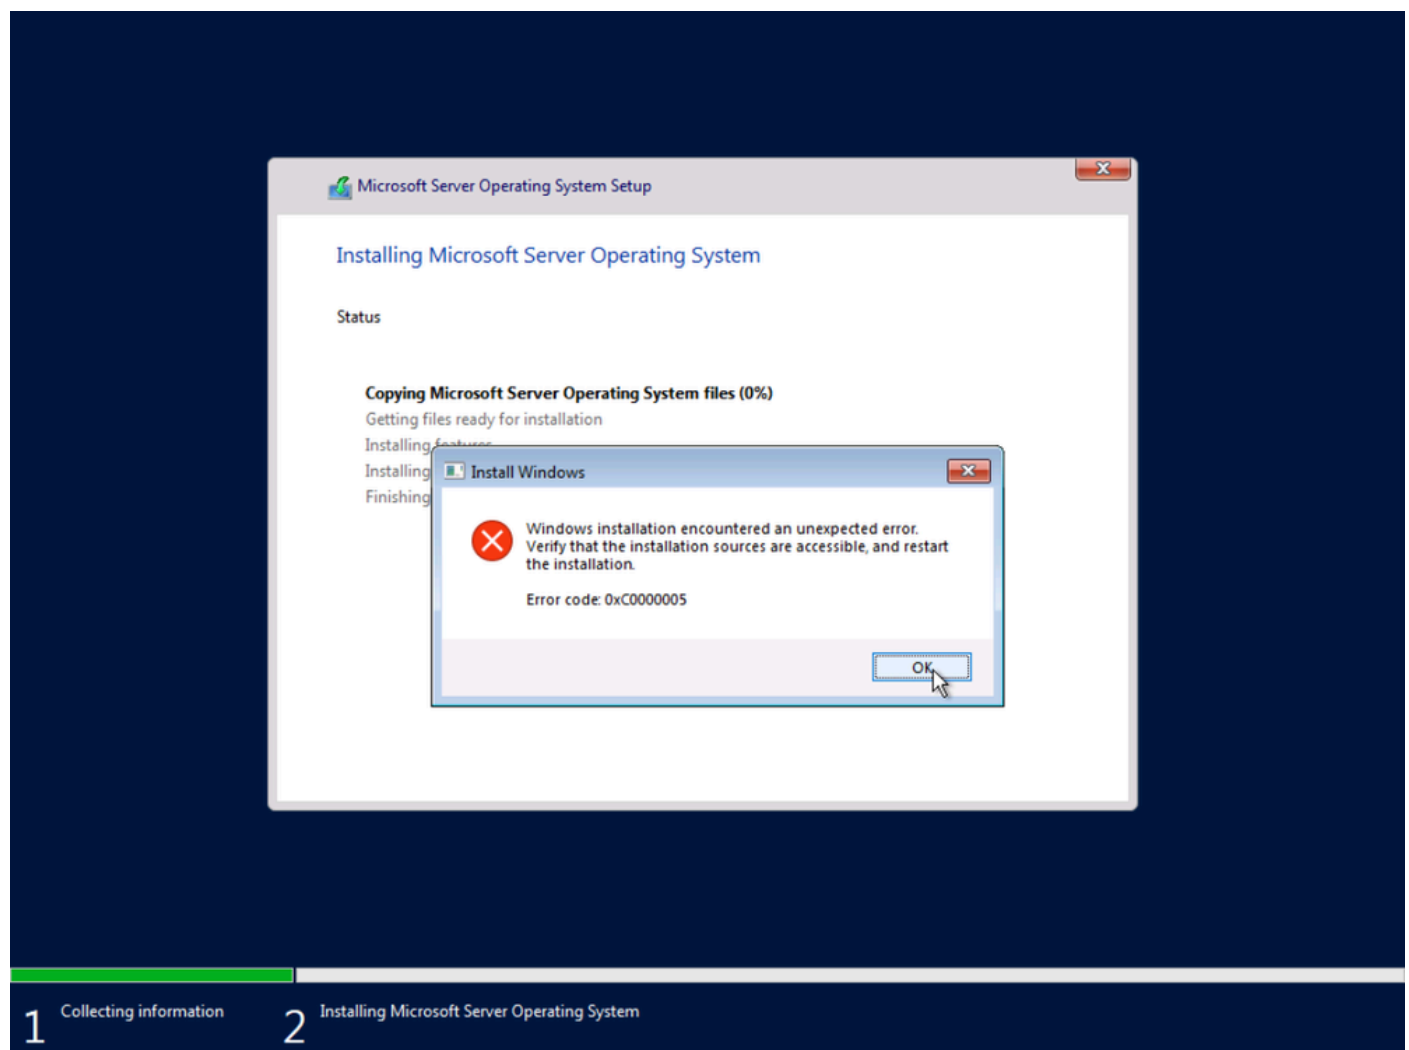 Microsoft Server Operating System Setup
Installing Microsoft Server Operating System
Status
Copying Microsoft Server Operating System files (0%)
Getting files ready for installation
Installing features
Installing
Finishing
Install Windows
Windows installation encountered an unexpected error.
Verify that the installation sources are accessible, and restart
the installation.
Error code: 0xC0000005
OK
1 Collecting information
2 Installing Microsoft Server Operating System